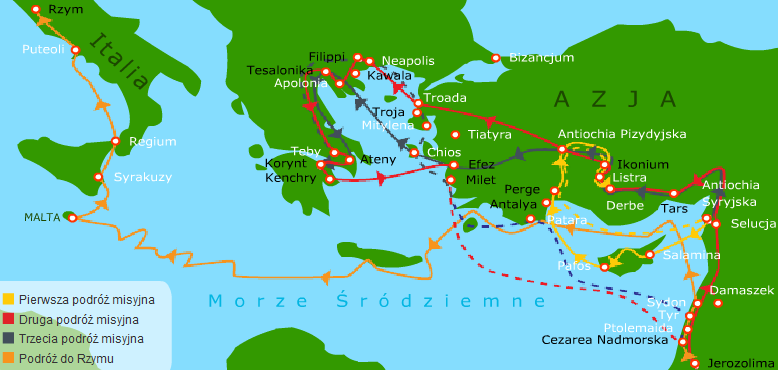 Rzym
Puteoli
Italia
Filippi
Neapolis
Bizancjum
Tesalonika
Kawala
Apolonia
Troada
A Z J A
Troja
Mitylena
Tiatyra
Antiochia Pizydyjska
Regium
Teby
Chios
Ateny
Korynt
Efez
Ikonium
Syrakuzy
Kenchry
Milet
Listra
Perge
Antiochia
Syryjska
Derbe
Tars
Antalya
MALTA
Patara
Selucja
Salamina
Pafos
Damaszek
Morze Śródziemne
Sydon
Tyr
Ptolemaida
Cezarea Nadmorska
Jerozolima
Pierwsza podróż misyjna
Druga podróż misyjna
Trzecia podróż misyjna
Podróż do Rzymu